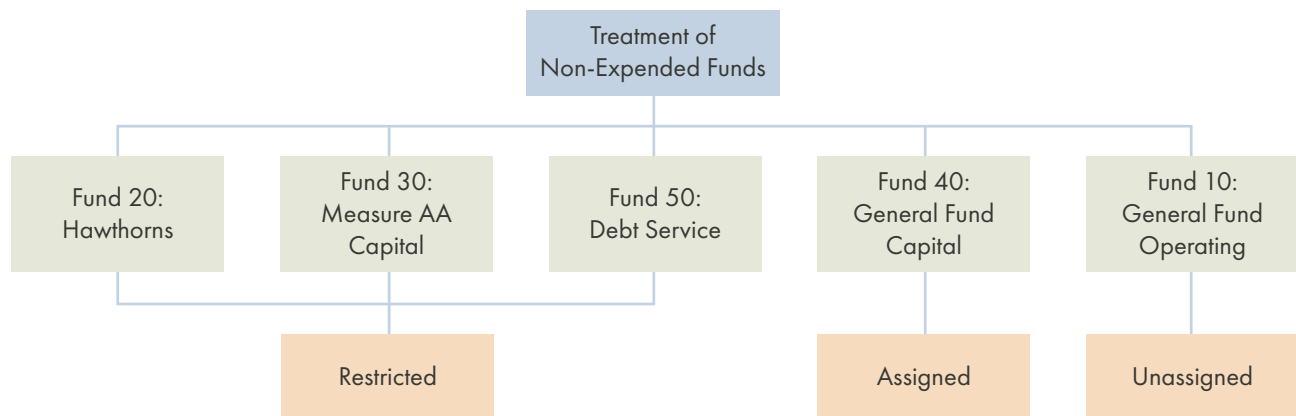 Treatment of
Non-Expended Funds
Fund 20:
Hawthorns
Fund 30:
Measure AA
Capital
Fund 50:
Debt Service
Fund 40:
General Fund
Capital
Fund 10:
General Fund
Operating
Restricted
Assigned
Unassigned